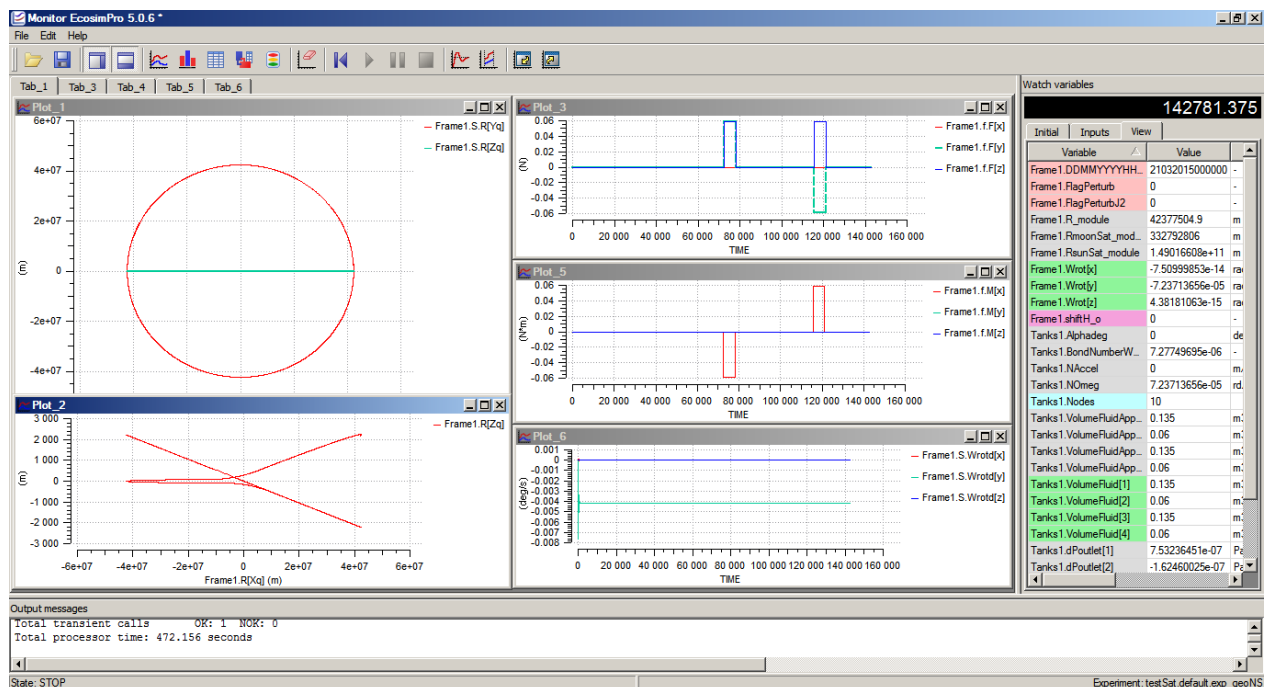 Monitor EcosimPro 5.0.6 *
File Edit Help
Tab_1 Tab_3 Tab_4 Tab_5 Tab_6
Plot_1
6e+07
4e+07
2e+07
0
-2e+07
-4e+07
(m)
Frame1.S.R[Yq]
Frame1.S.R[Zq]
Plot_2
3 000
2 000
1 000
0
-1 000
-2 000
-3 000
(m)
Frame1.R[Zq]
-6e+07 -4e+07 -2e+07 0 2e+07 4e+07 6e+07
Frame1.R[Xq] (m)
Plot_3
0.06
0.04
0.02
0
-0.02
-0.04
-0.06
(N)
Frame1.f.F[x]
Frame1.f.F[y]
Frame1.f.F[z]
0 20 000 40 000 60 000 80 000 100 000 120 000 140 000 160 000
TIME
Plot_5
0.06
0.04
0.02
0
-0.02
-0.04
-0.06
(N*m)
Frame1.f.M[x]
Frame1.f.M[y]
Frame1.f.M[z]
0 20 000 40 000 60 000 80 000 100 000 120 000 140 000 160 000
TIME
Plot_6
0.001
0
-0.001
-0.002
-0.003
-0.004
-0.005
-0.006
-0.007
-0.008
(deg/s)
Frame1.S.Wrotd[x]
Frame1.S.Wrotd[y]
Frame1.S.Wrotd[z]
0 20 000 40 000 60 000 80 000 100 000 120 000 140 000 160 000
TIME
Watch variables
142781.375
Initial Inputs View
Variable Value
Frame1.DDMMYYYYHH... 21032015000000 -
Frame1.FlagPerturb 0 -
Frame1.FlagPerturbJ2 0 -
Frame1.R_module 42377504.9 m
Frame1.RmoonSat_mod... 332792806 m
Frame1.RsunSat_module 1.49016608e+11 m
Frame1.Wrot[x] -7.50999853e-14 rad
Frame1.Wrot[y] -7.23713656e-05 rad
Frame1.Wrot[z] 4.38181063e-15 rad
Frame1.shiftH_o 0 -
Tanks1.Alphadeg 0 de
Tanks1.BondNumberW... 7.27749695e-06 -
Tanks1.NAccel 0 m/
Tanks1.NOmeg 7.23713656e-05 rd.
Tanks1.Nodes 10
Tanks1.VolumeFluidApp... 0.135 m3
Tanks1.VolumeFluidApp... 0.06 m3
Tanks1.VolumeFluidApp... 0.135 m3
Tanks1.VolumeFluidApp... 0.06 m3
Tanks1.VolumeFluid[1] 0.135 m3
Tanks1.VolumeFluid[2] 0.06 m3
Tanks1.VolumeFluid[3] 0.135 m3
Tanks1.VolumeFluid[4] 0.06 m3
Tanks1.dPoutlet[1] 7.53236451e-07 Pa
Tanks1.dPoutlet[2] -1.62460025e-07 Pa
Output messages
Total transient calls OK: 1 NOK: 0
Total processor time: 472.156 seconds
State: STOP
Experiment: testSat.default.exp_geoNS